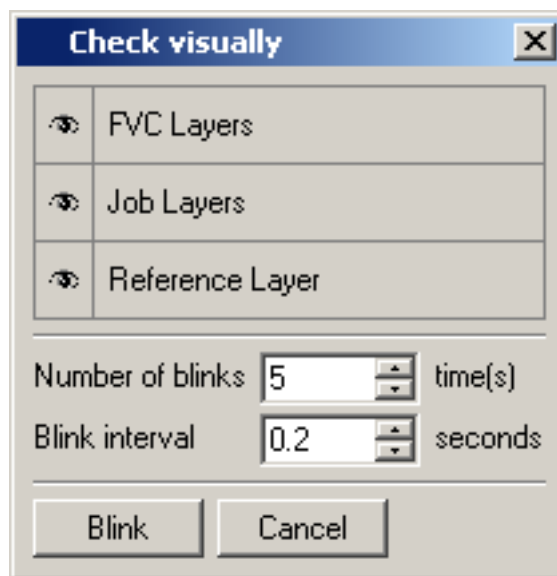 Check visually
FVC Layers
Job Layers
Reference Layer
Number of blinks 5 time(s)
Blink interval 0.2 seconds
Blink Cancel